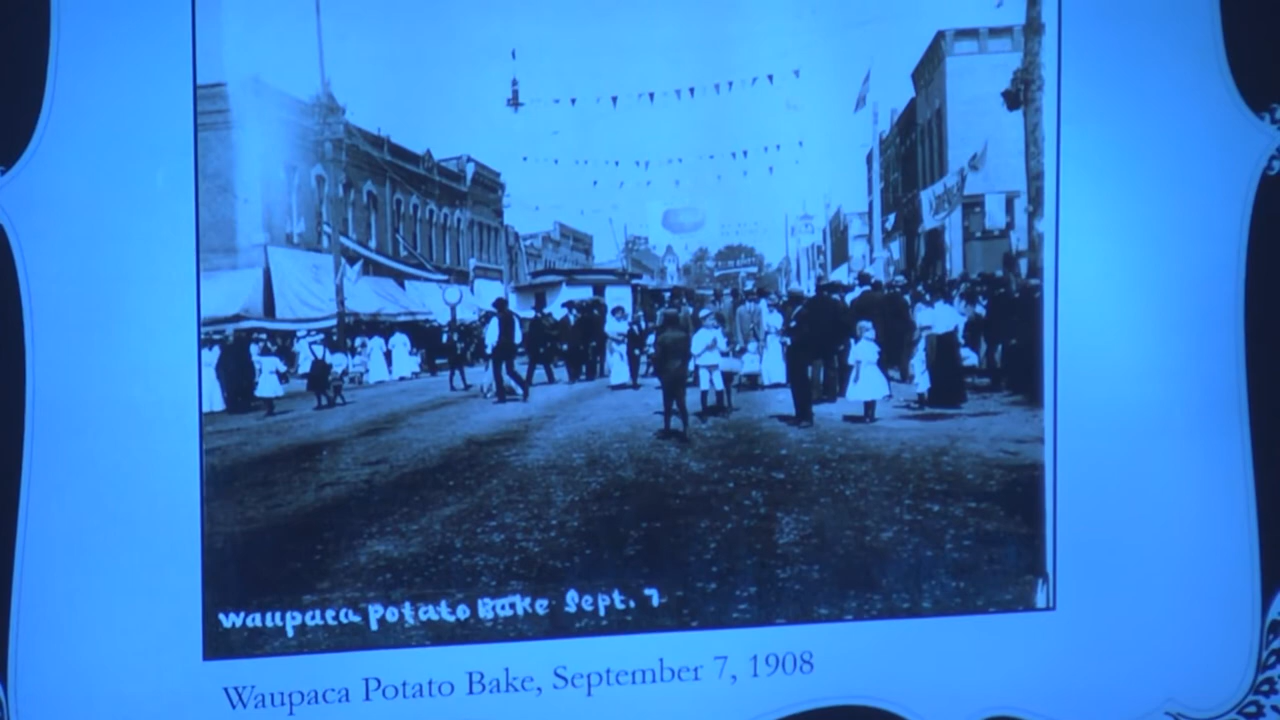 Waupaca Potato Bake Sept. 7
Waupaca Potato Bake, September 7, 1908